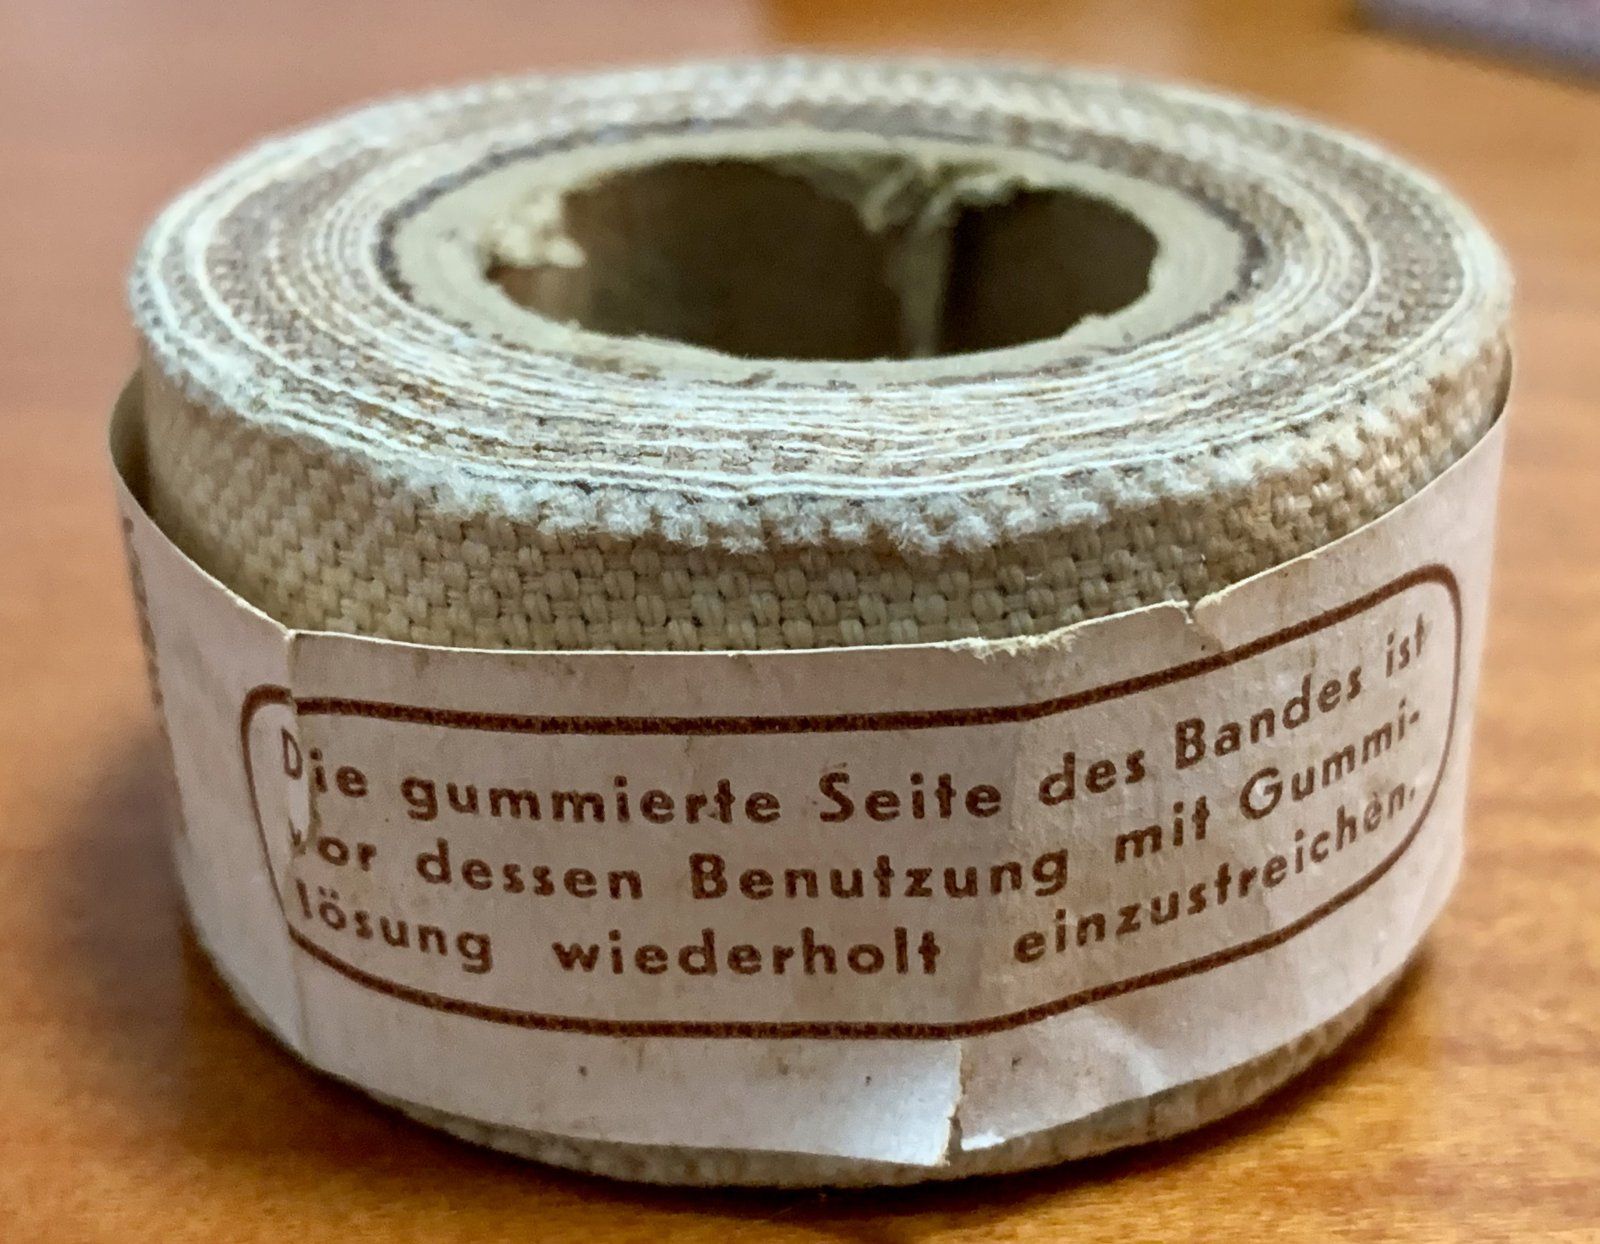 Die gummierte Seite des Bandes ist
vor dessen Benutzung mit Gummi-
lösung wiederholt einzustreichen.